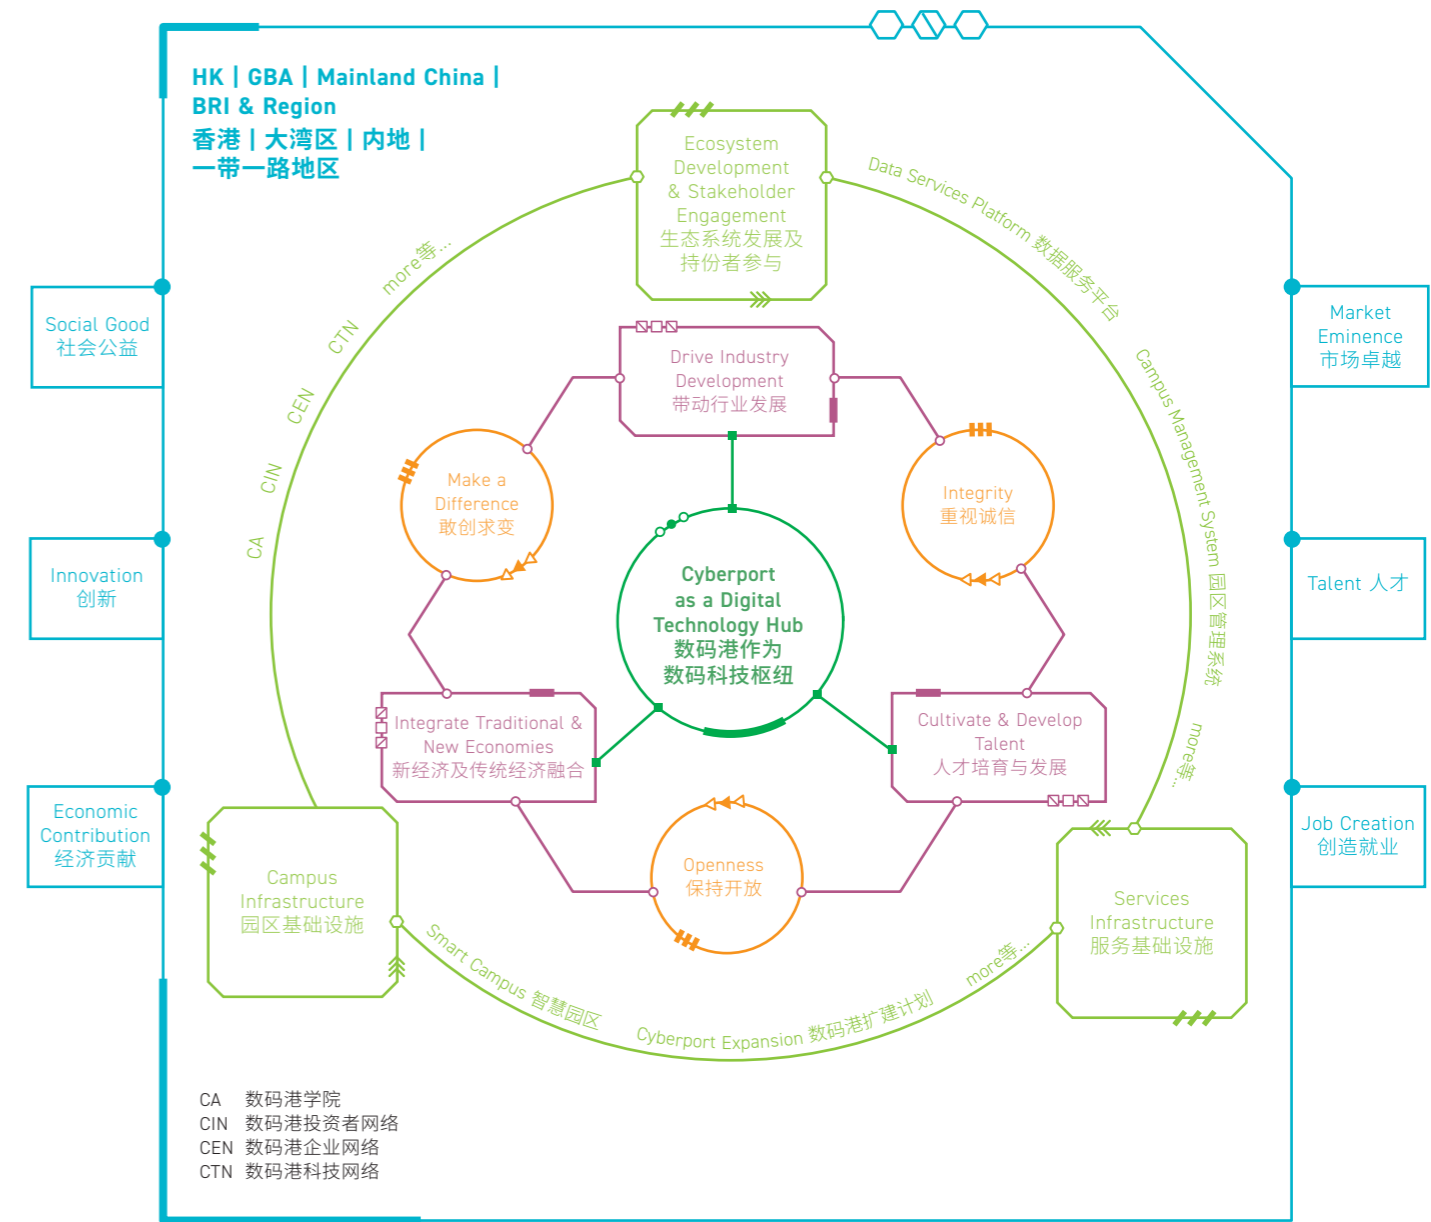 HK | GBA | Mainland China |
BRI & Region
香港 | 大湾区 | 内地 |
一带一路地区
Ecosystem
Development
& Stakeholder
Engagement
生态系统发展及
持份者参与
Data Services Platform 数据服务平台
Campus Management System 园区管理系统
more等...
more等...
CTN
CEN
CIN
CA
Social Good
社会公益
Innovation
创新
Economic
Contribution
经济贡献
Market
Eminence
市场卓越
Talent 人才
Job Creation
创造就业
Drive Industry
Development
带动行业发展
Make a
Difference
敢创求变
Integrity
重视诚信
Cyberport
as a Digital
Technology Hub
数码港作为
数码科技枢纽
Integrate Traditional &
New Economies
新经济及传统经济融合
Cultivate & Develop
Talent
人才培育与发展
Openness
保持开放
Campus
Infrastructure
园区基础设施
Services
Infrastructure
服务基础设施
Smart Campus 智慧园区
Cyberport Expansion 数码港扩建计划
more等...
CA 数码港学院
CIN 数码港投资者网络
CEN 数码港企业网络
CTN 数码港科技网络